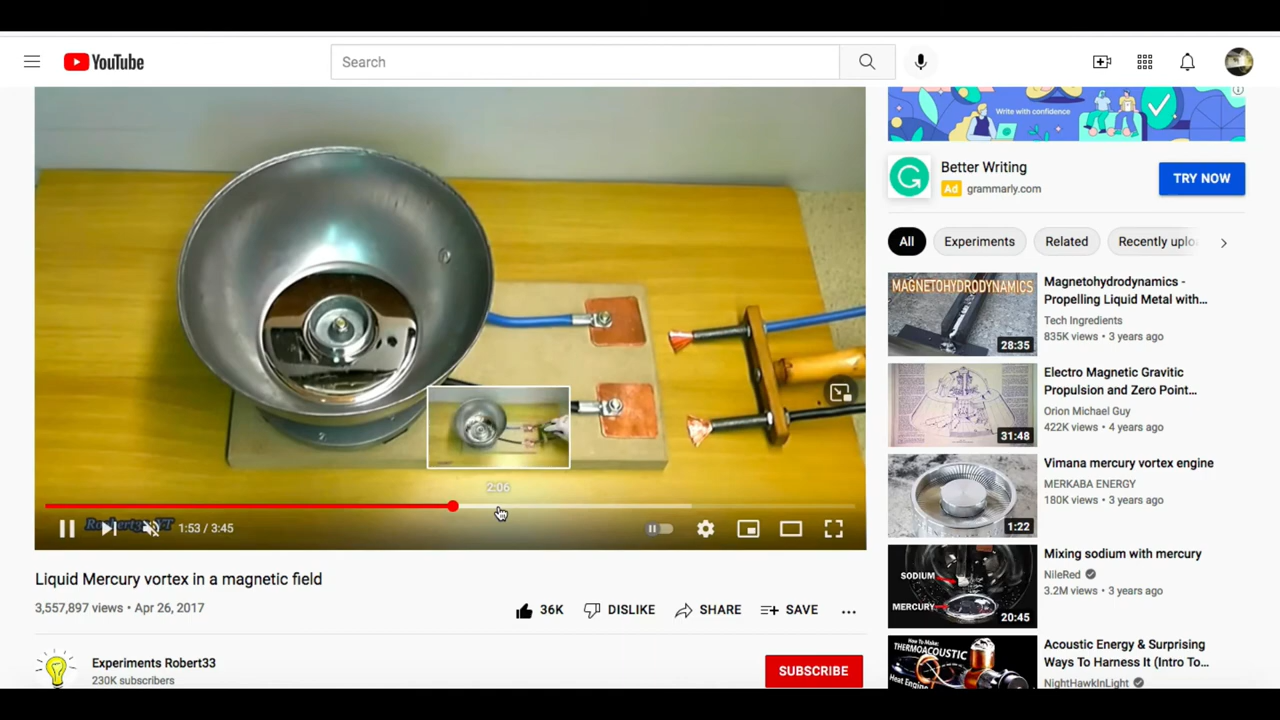 YouTube
Search
Write with confidence
Better Writing
Ad grammarly.com
TRY NOW
All
Experiments
Related
Recently uplo
MAGNETOHYDRODYNAMICS
28:35
Magnetohydrodynamics -
Propelling Liquid Metal with...
Tech Ingredients
835K views • 3 years ago
31:48
Electro Magnetic Gravitic
Propulsion and Zero Point...
Orion Michael Guy
422K views • 4 years ago
1:22
Vimana mercury vortex engine
MERKABA ENERGY
180K views • 3 years ago
SODIUM
MERCURY
20:45
Mixing sodium with mercury
NileRed
3.2M views • 3 years ago
How To Make:
THERMOACOUSTIC
Heat Engine
Acoustic Energy & Surprising
Ways To Harness It (Intro To...
NightHawkInLight
2:06
1:53 / 3:45
Liquid Mercury vortex in a magnetic field
3,557,897 views • Apr 26, 2017
36K
DISLIKE
SHARE
SAVE
Experiments Robert33
230K subscribers
SUBSCRIBE